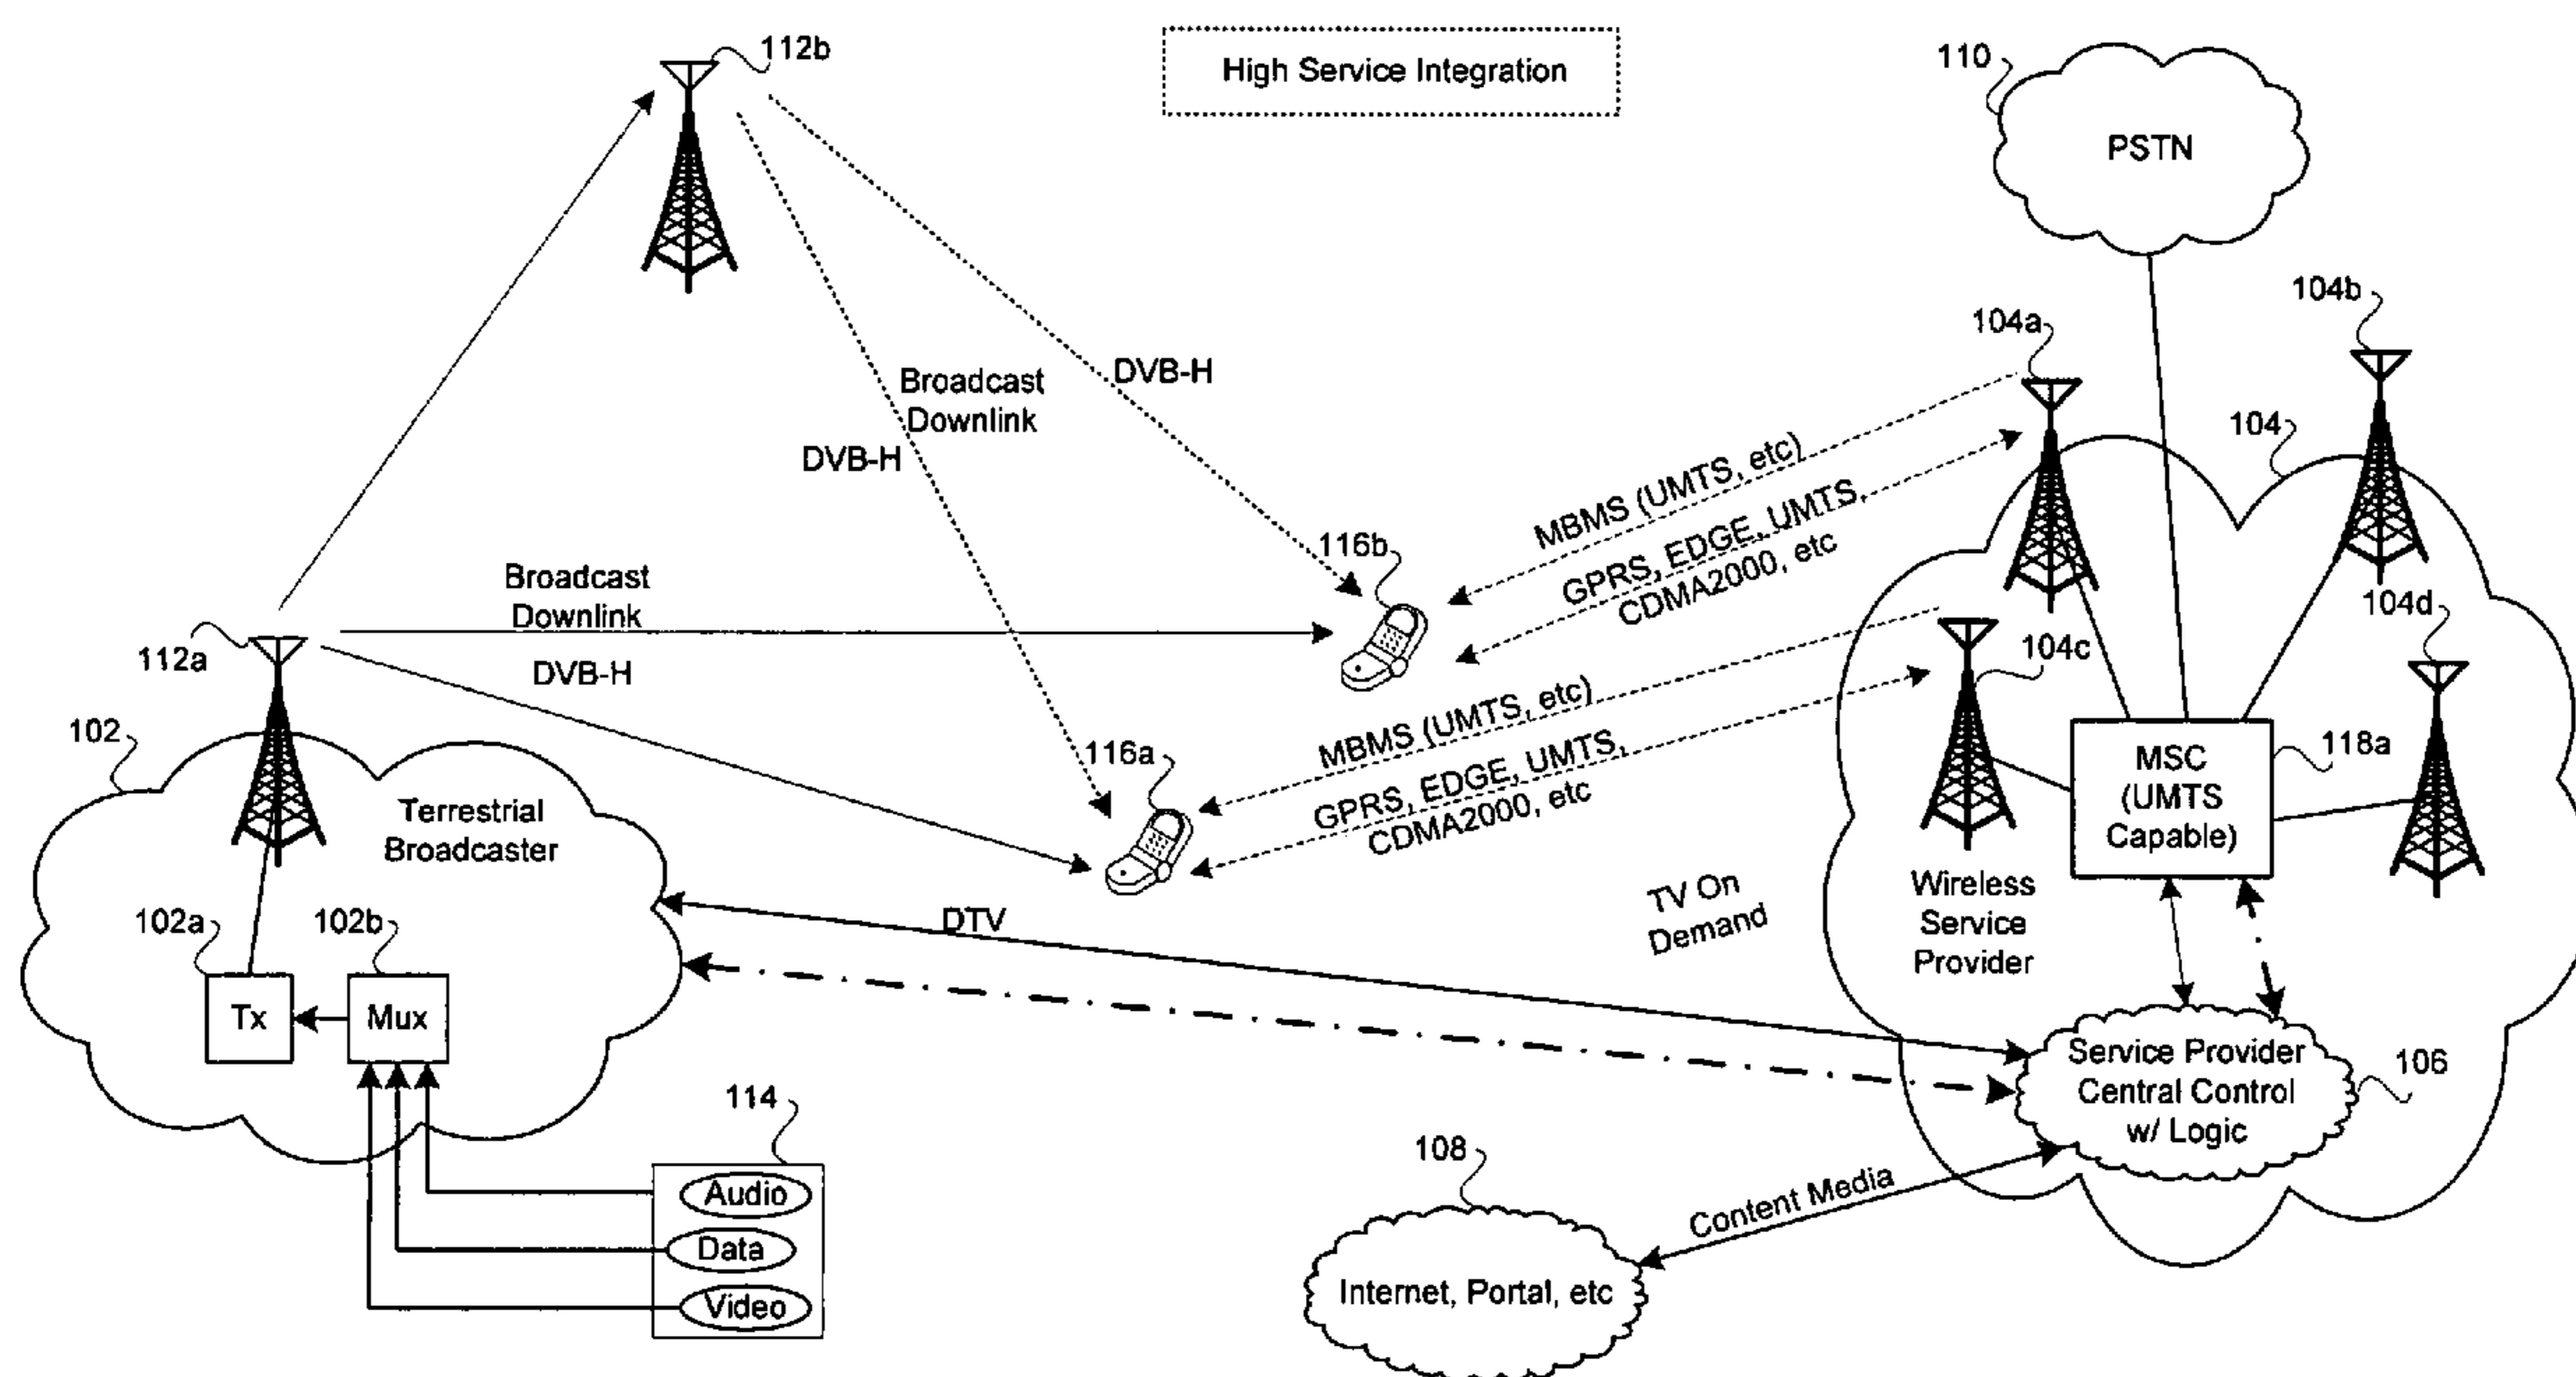 112b
High Service Integration
110
PSTN
104b
104a
104
Broadcast
Downlink
DVB-H
DVB-H
MBMS (UMTS, etc)
GPRS, EDGE, UMTS,
CDMA2000, etc
116b
Broadcast
Downlink
112a
DVB-H
104d
104c
MBMS (UMTS, etc)
GPRS, EDGE, UMTS,
CDMA2000, etc
116a
102
Terrestrial
Broadcaster
MSC
(UMTS
Capable)
118a
TV On
Demand
Wireless
Service
Provider
102a
102b
DTV
Tx
Mux
Service Provider
Central Control
w/ Logic
106
114
108
Content Media
Audio
Data
Video
Internet, Portal, etc